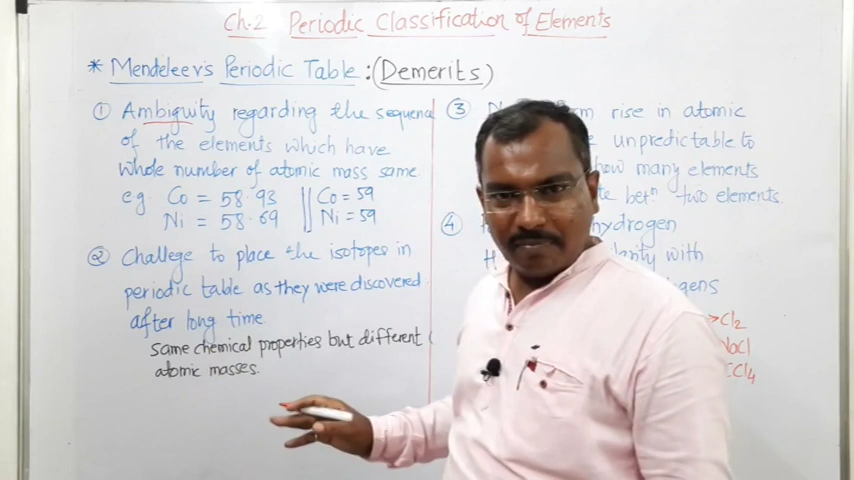 Ch.2 Periodic Classification of Elements
* Mendeleev's Periodic Table : (Demerits)
① Ambiguity regarding the sequence
of the elements which have
whole number of atomic mass same
eg Co = 58.93 || Co = 59
Ni = 58.69 || Ni = 59
② Challege to place the isotopes in
periodic table as they were discovered
after long time.
same chemical properties but different
atomic masses.
③ rise in atomic
unpredictable to
how many elements
betⁿ two elements.
④ hydrogen
with
→Cl₂
NaCl
CCl₄